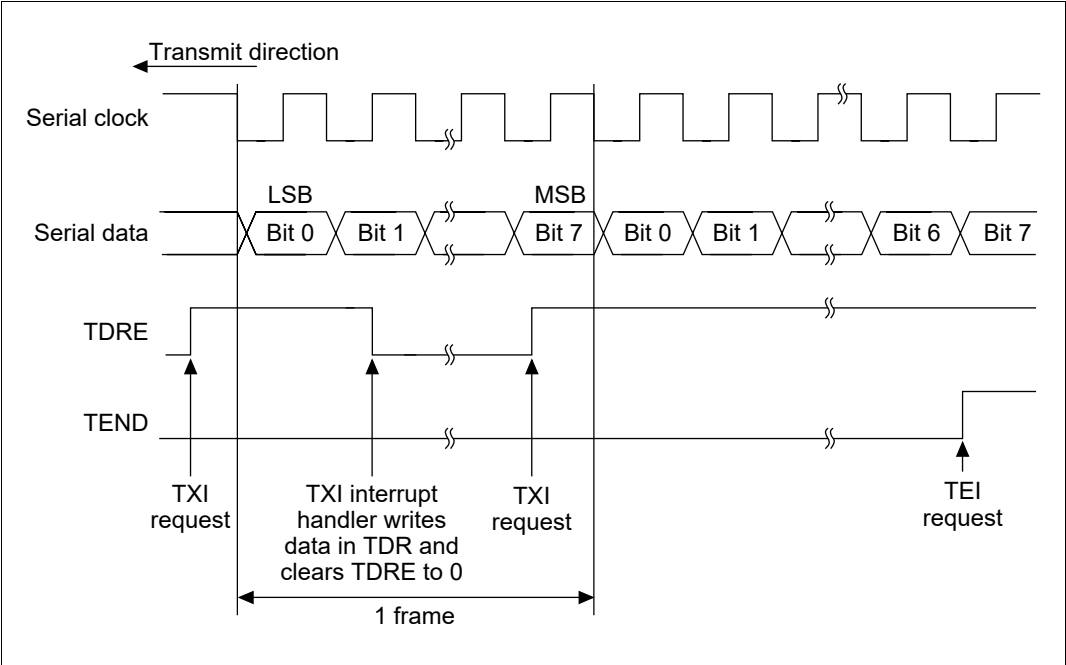 Transmit direction
Serial clock
LSB
MSB
Serial data
Bit 0
Bit 1
Bit 7
Bit 0
Bit 1
Bit 6
Bit 7
TDRE
TEND
TXI
request
TXI interrupt
handler writes
data in TDR and
clears TDRE to 0
TXI
request
TEI
request
1 frame